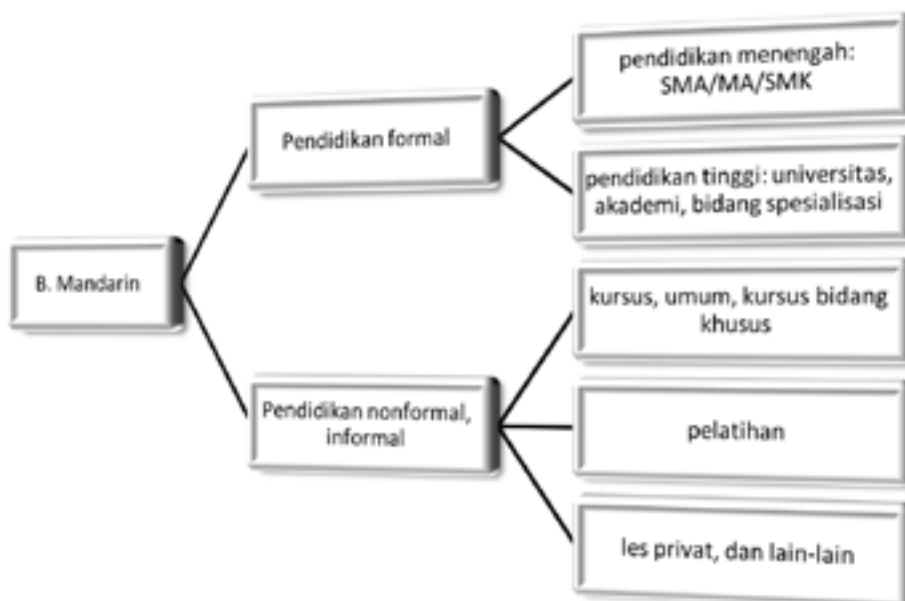 B. Mandarin
Pendidikan formal
pendidikan menengah:
SMA/MA/SMK
pendidikan tinggi: universitas,
akademi, bidang spesialisasi
Pendidikan nonformal,
informal
kursus, umum, kursus bidang
khusus
pelatihan
les privat, dan lain-lain